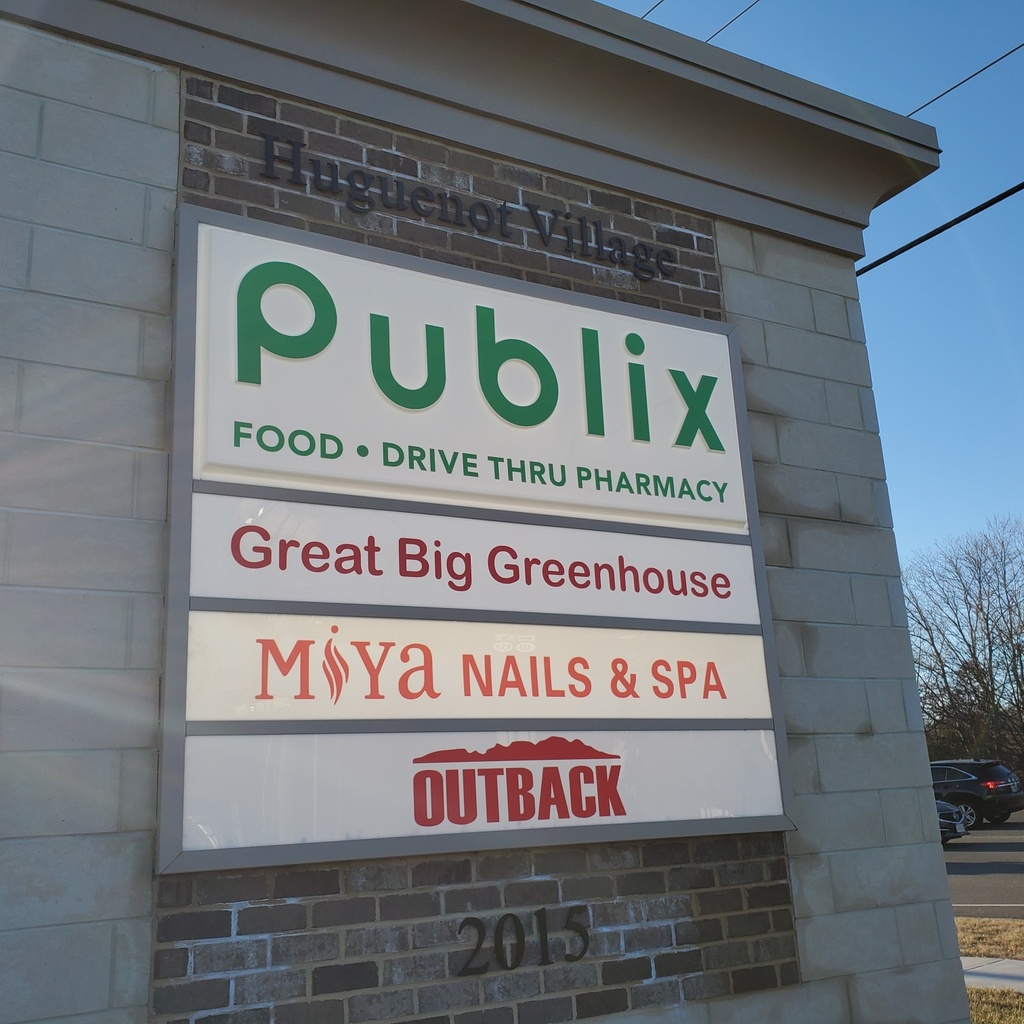 Huguenot Village
Publix
FOOD • DRIVE THRU PHARMACY
Great Big Greenhouse
MiYa NAILS & SPA
OUTBACK
2015